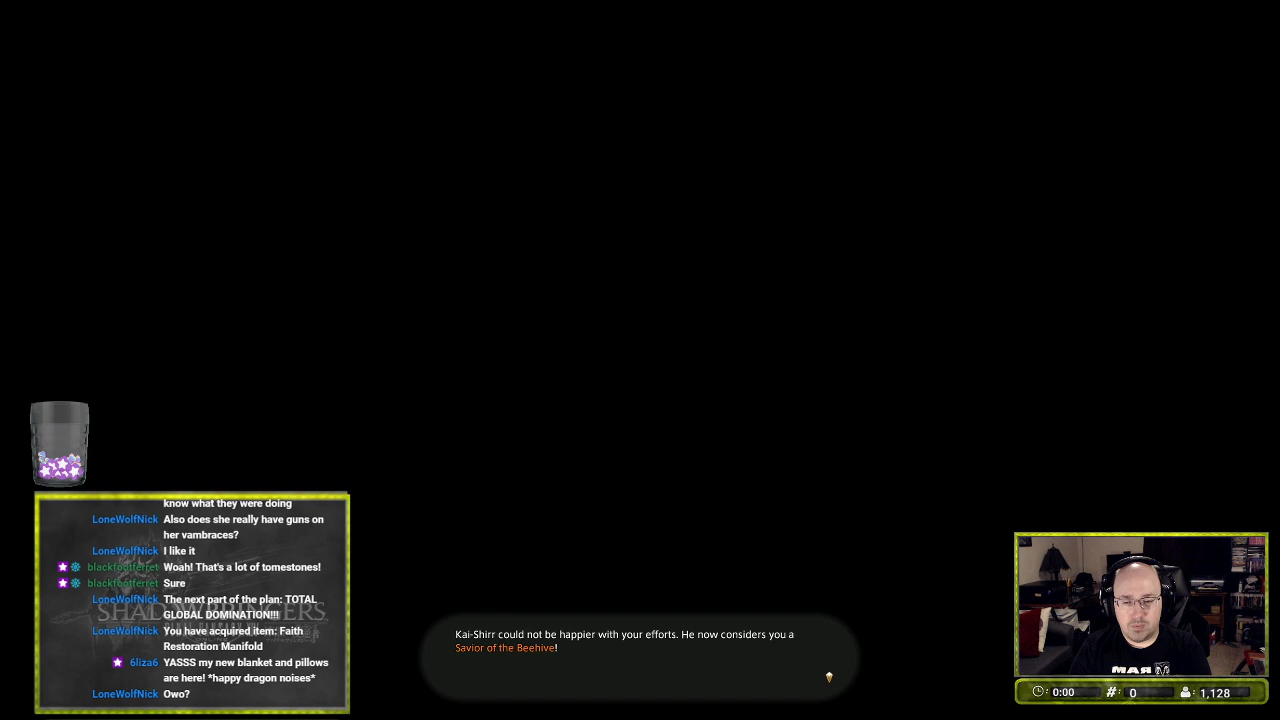 know what they were doing
LoneWolfNick Also does she really have guns on
her vambraces?
LoneWolfNick I like it
blackfootferret Woah! That's a lot of tomestones!
blackfootferret Sure
LoneWolfNick The next part of the plan: TOTAL
GLOBAL DOMINATION!!!
SHADOWBRINGERS
LoneWolfNick You have acquired item: Faith
Restoration Manifold
6liza6 YASSS my new blanket and pillows
are here! *happy dragon noises*
LoneWolfNick Owo?
Kai-Shirr could not be happier with your efforts. He now considers you a
Savior of the Beehive!
: 0:00 # : 0 : 1,128